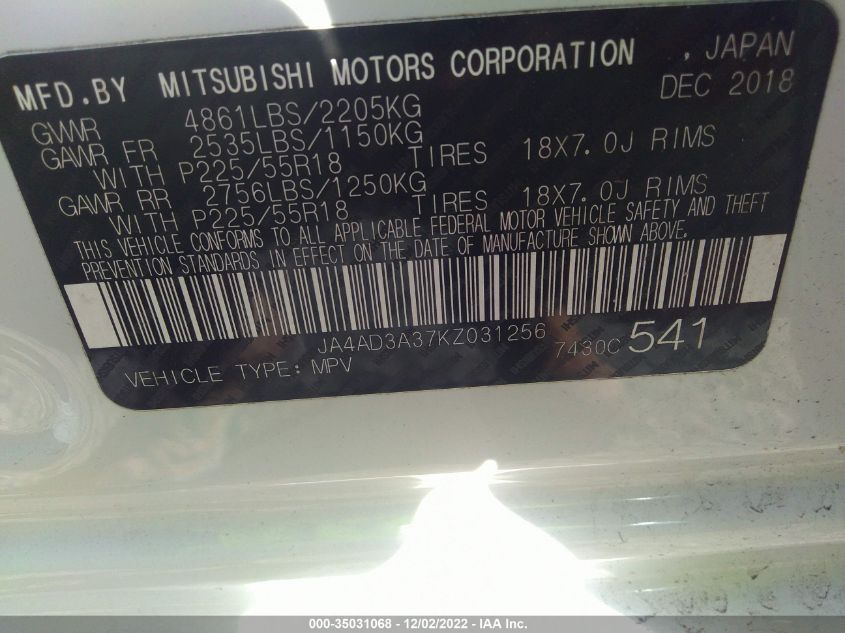 MFD.BY MITSUBISHI MOTORS CORPORATION , JAPAN
DEC 2018
GVWR 4861LBS/2205KG
GAWR FR 2535LBS/1150KG
WITH P225/55R18 TIRES 18X7.0J RIMS
GAWR RR 2756LBS/1250KG
WITH P225/55R18 TIRES 18X7.0J RIMS
THIS VEHICLE CONFORMS TO ALL APPLICABLE FEDERAL MOTOR VEHICLE SAFETY AND THEFT
PREVENTION STANDARDS IN EFFECT ON THE DATE OF MANUFACTURE SHOWN ABOVE.
JA4AD3A37KZ031256 7430C 541
VEHICLE TYPE: MPV
000-35031068 - 12/02/2022 - IAA Inc.